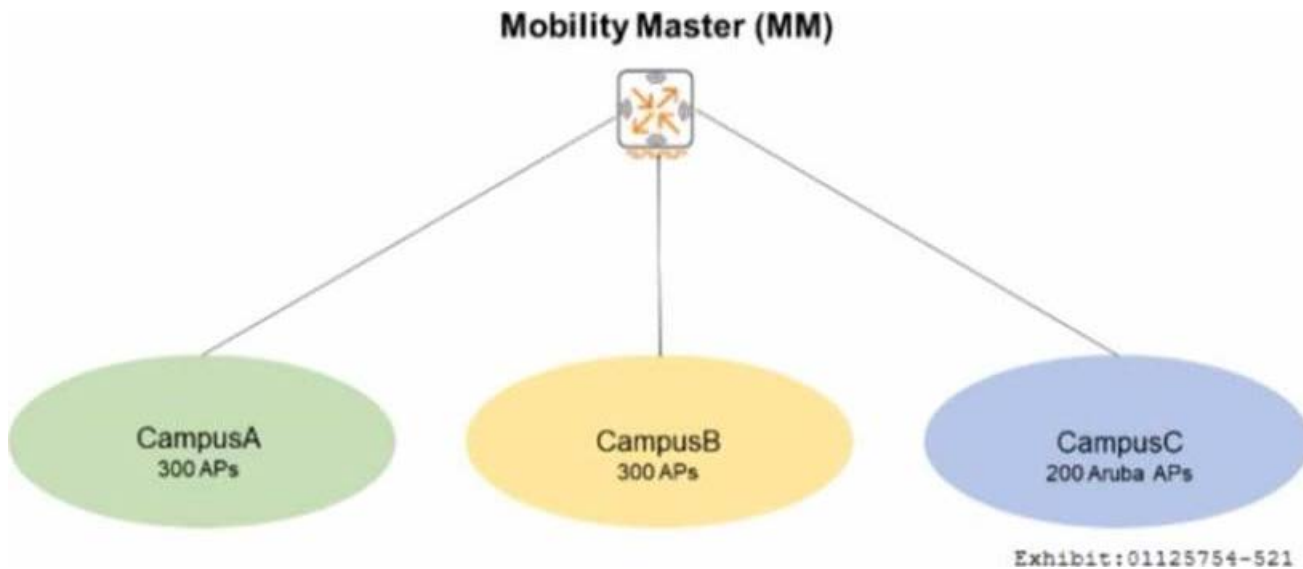 Mobility Master (MM)
CampusA
300 APs
CampusB
300 APs
CampusC
200 Aruba APs
Exhibit:01125754-521